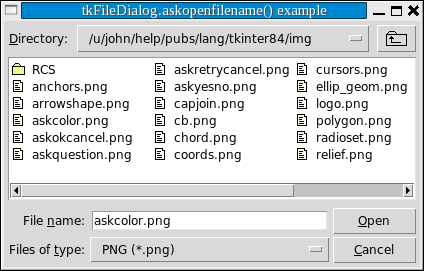 tkFileDialog.askopenfilename() example
Directory: /u/john/help/pubs/lang/tkinter84/img
RCS askretrycancel.png cursors.png
anchors.png askyesno.png ellip_geom.png
arrowshape.png capjoin.png logo.png
askcolor.png cb.png polygon.png
askokcancel.png chord.png radioset.png
askquestion.png coords.png relief.png
File name: askcolor.png Open
Files of type: PNG (*.png) Cancel